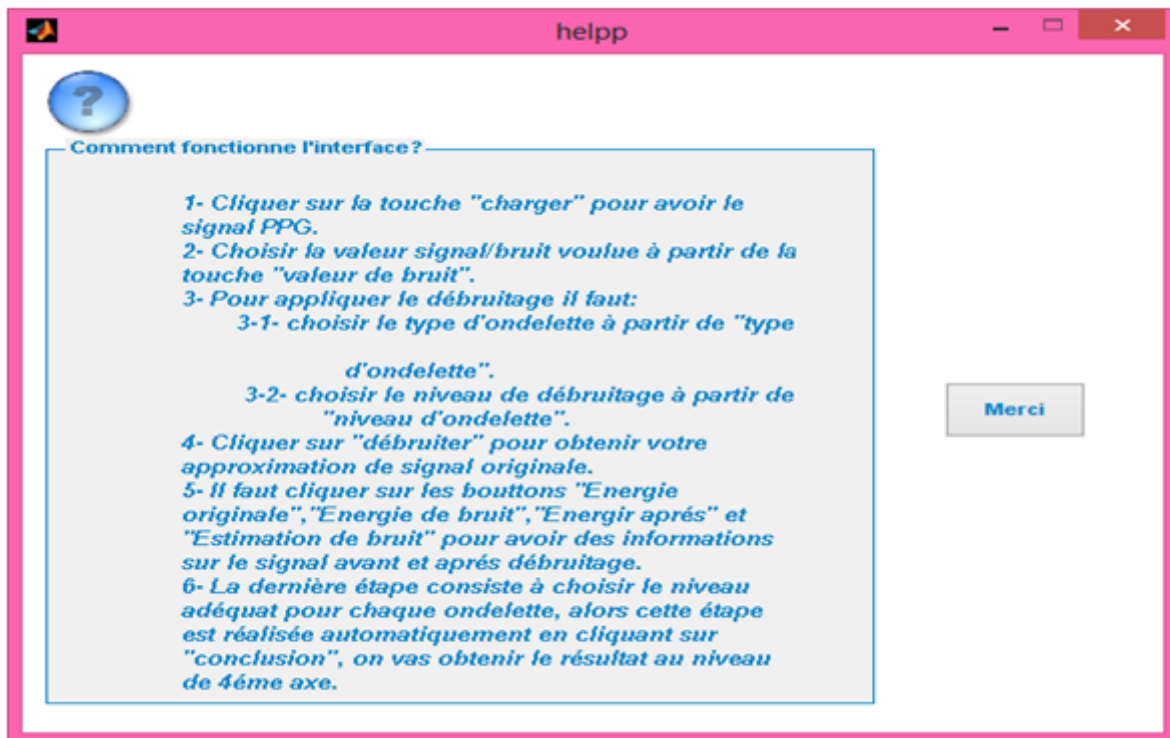 helpp
?
Comment fonctionne l'interface?
1- Cliquer sur la touche "charger" pour avoir le
signal PPG.
2- Choisir la valeur signal/bruit voulue à partir de la
touche "valeur de bruit".
3- Pour appliquer le débruitage il faut:
3-1- choisir le type d'ondelette à partir de "type
d'ondelette".
3-2- choisir le niveau de débruitage à partir de
"niveau d'ondelette".
4- Cliquer sur "débruiter" pour obtenir votre
approximation de signal originale.
5- Il faut cliquer sur les bouttons "Energie
originale","Energie de bruit","Energir aprés" et
"Estimation de bruit" pour avoir des informations
sur le signal avant et aprés débruitage.
6- La dernière étape consiste à choisir le niveau
adéquat pour chaque ondelette, alors cette étape
est réalisée automatiquement en cliquant sur
"conclusion", on vas obtenir le résultat au niveau
de 4éme axe.
Merci